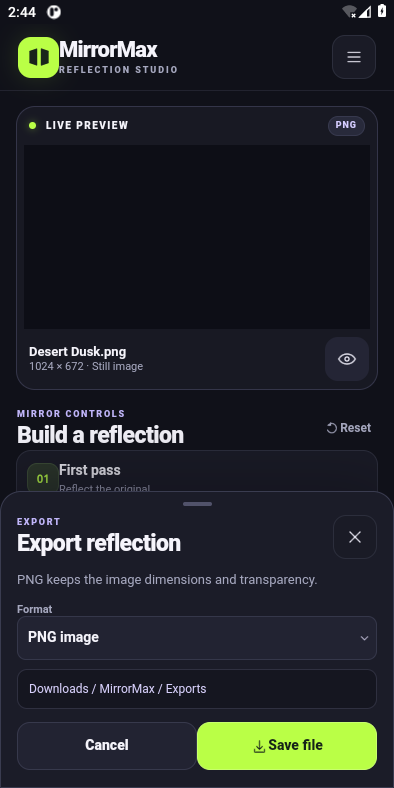 2:44
MirrorMax
REFLECTION STUDIO
LIVE PREVIEW
PNG
Desert Dusk.png
1024 × 672 · Still image
MIRROR CONTROLS
Build a reflection
Reset
01
First pass
Reflect the original
EXPORT
Export reflection
PNG keeps the image dimensions and transparency.
Format
PNG image
Downloads / MirrorMax / Exports
Cancel
Save file